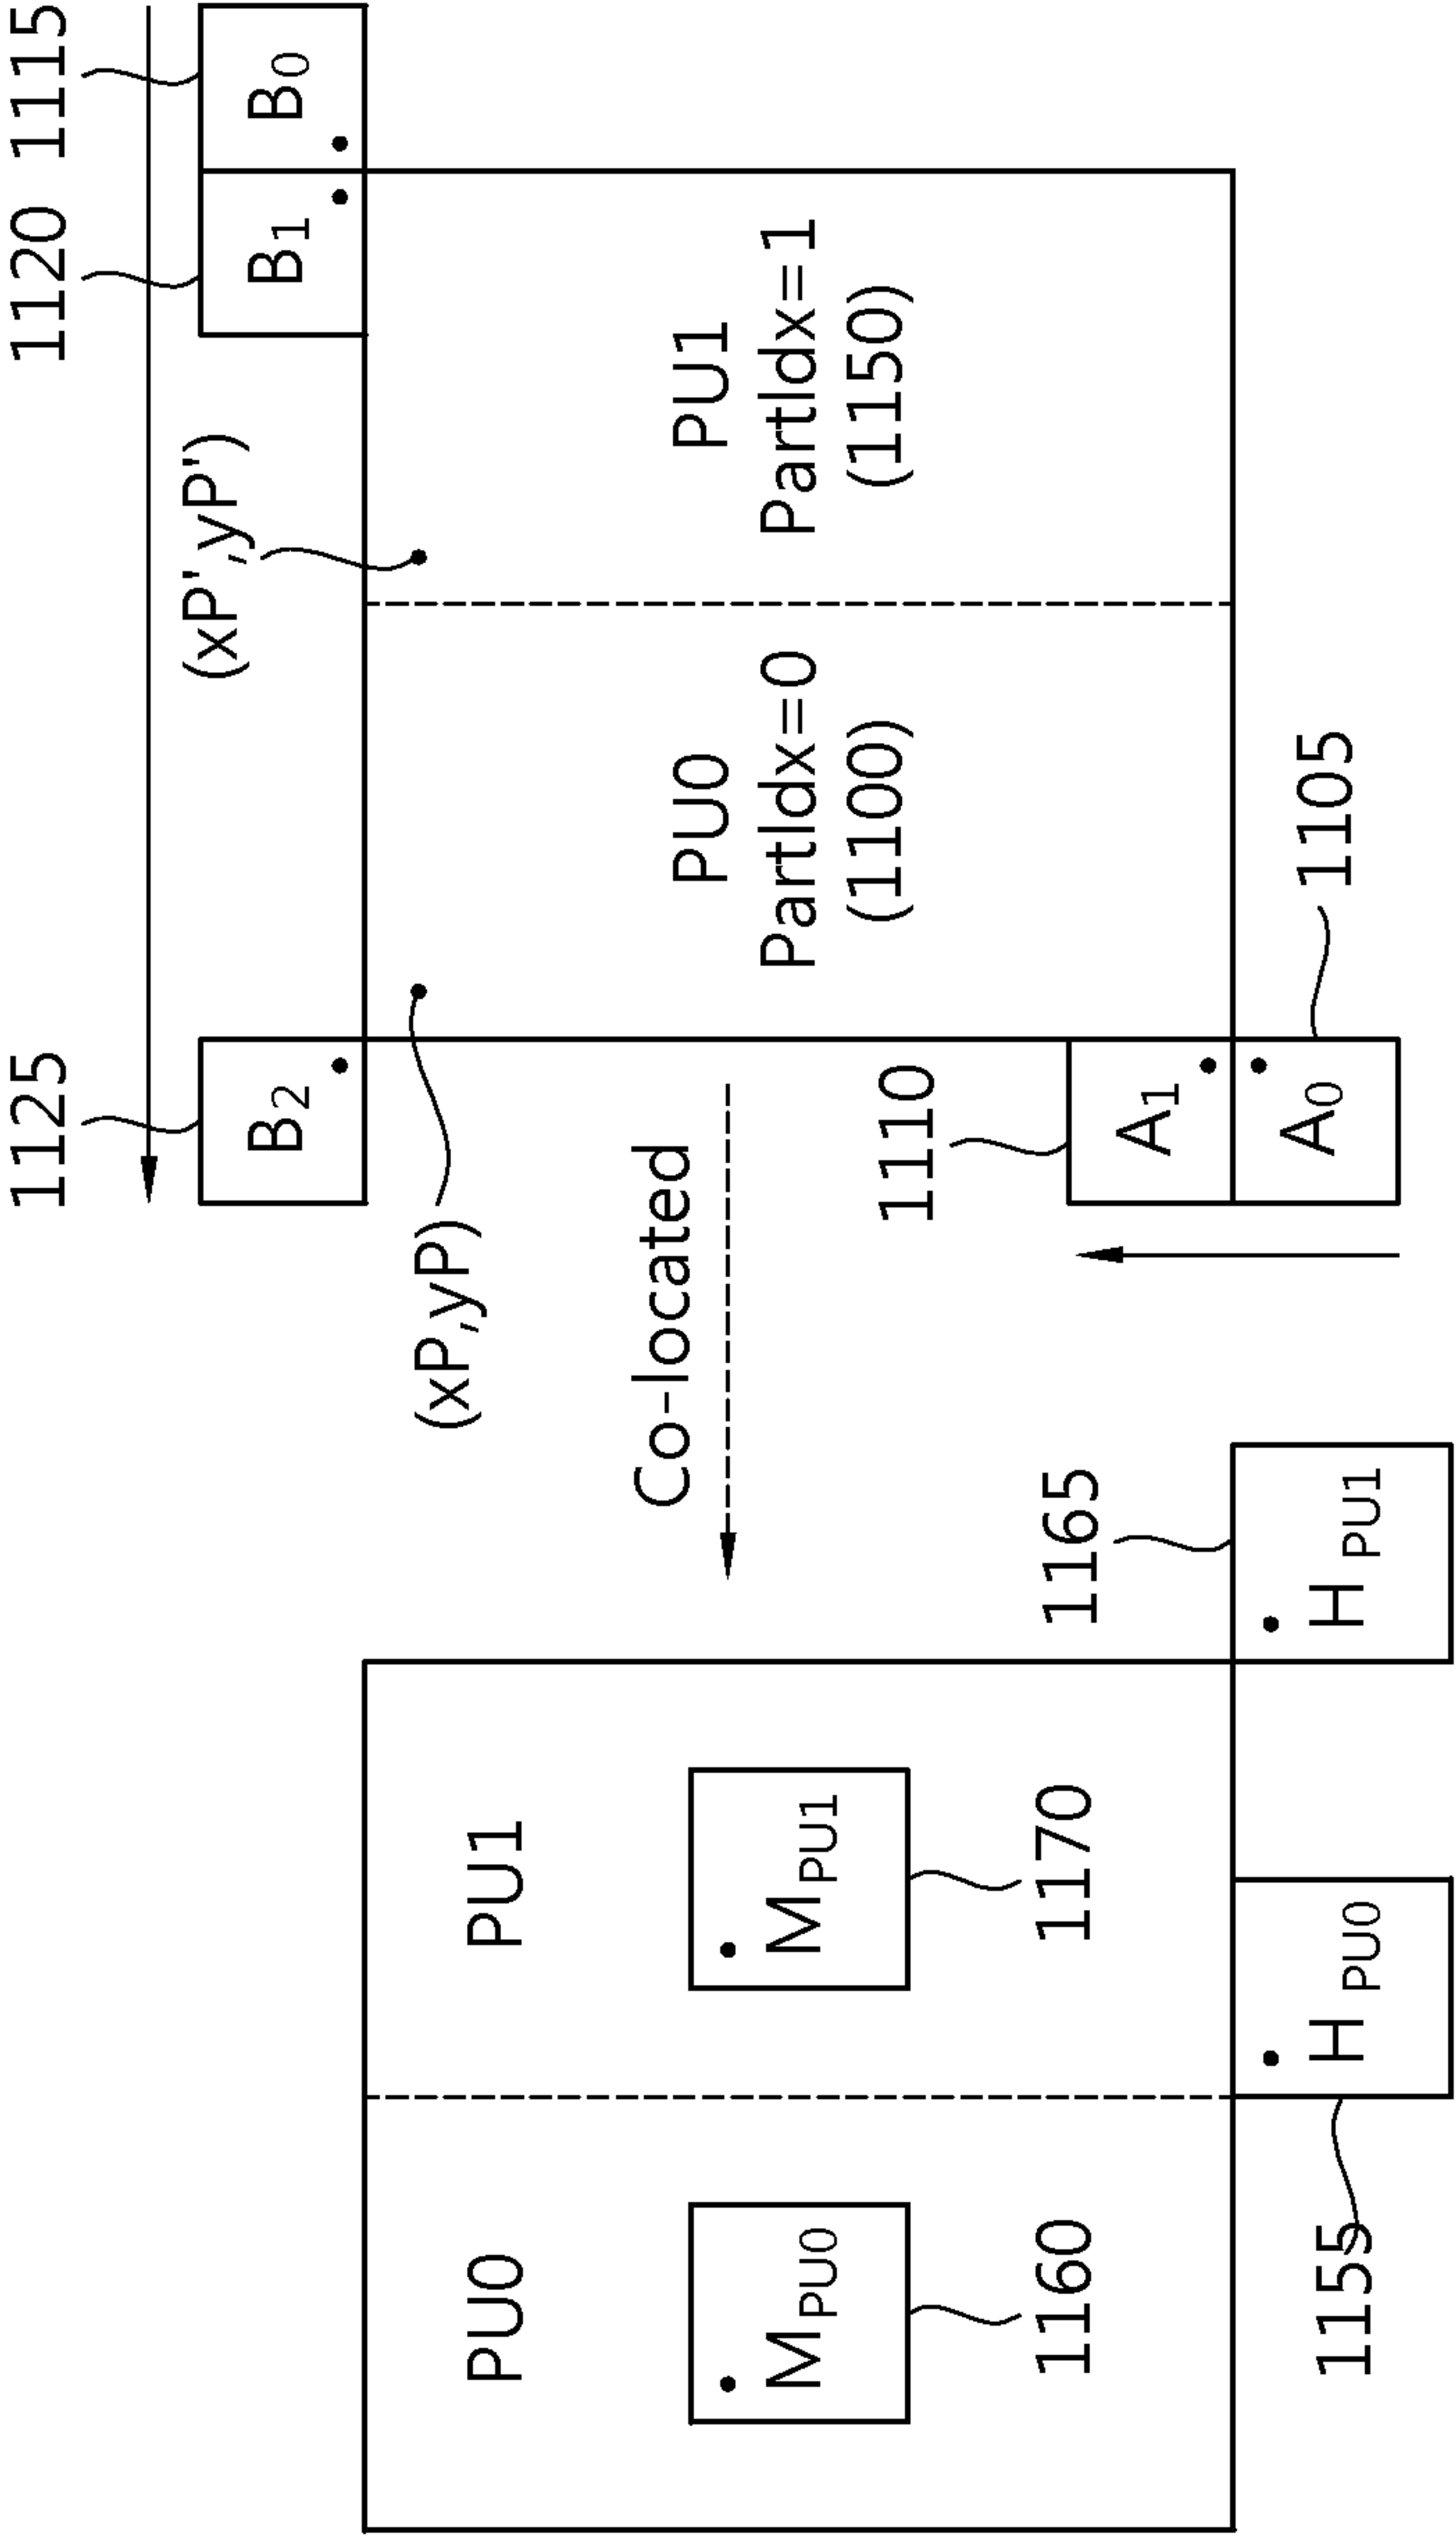 1125
1120
1115
B2
B1
B0
(xP',yP')
(xP,yP)
PU0
PU1
PU0
PartIdx=0
(1100)
PU1
PartIdx=1
(1150)
Co-located
MPU0
MPU1
1160
1170
1165
1110
A1
A0
1105
HPU0
HPU1
1155